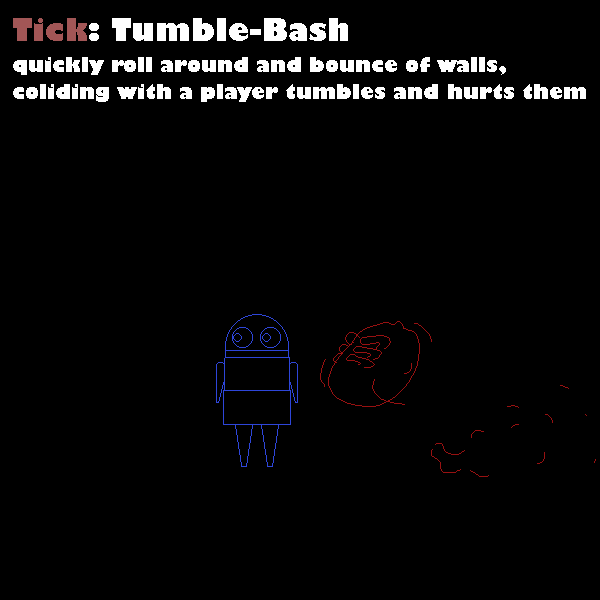 Tick: Tumble-Bash
quickly roll around and bounce of walls,
coliding with a player tumbles and hurts them